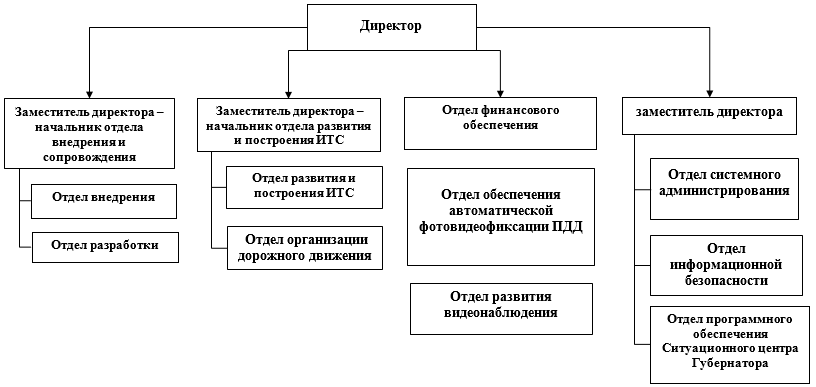 Директор
Заместитель директора –
начальник отдела
внедрения и
сопровождения
Отдел внедрения
Отдел разработки
Заместитель директора –
начальник отдела развития
и построения ИТС
Отдел развития и
построения ИТС
Отдел организации
дорожного движения
Отдел финансового
обеспечения
Отдел обеспечения
автоматической
фотовидеофиксации ПДД
Отдел развития
видеонаблюдения
заместитель директора
Отдел системного
администрирования
Отдел
информационной
безопасности
Отдел программного
обеспечения
Ситуационного центра
Губернатора